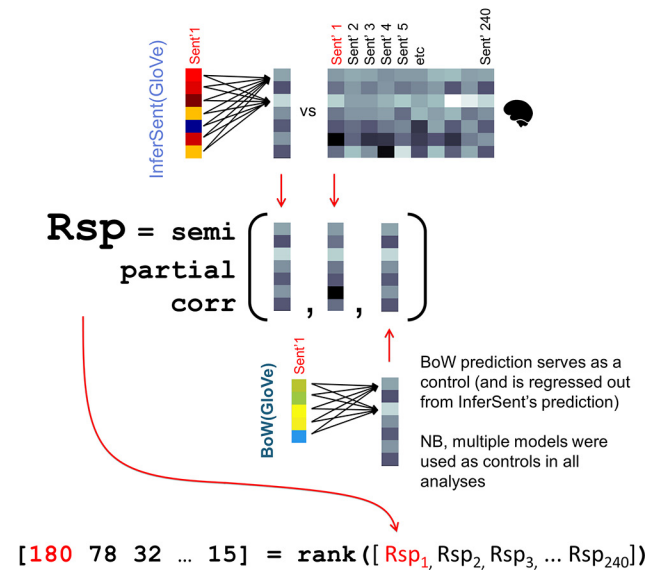 Sent' 1
Sent' 2
Sent' 3
Sent' 4
Sent' 5
etc
Sent' 240
InferSent(GloVe)
Sent'1
vs
Rsp = semi
partial
corr
( , , )
BoW(GloVe)
Sent'1
BoW prediction serves as a
control (and is regressed out
from InferSent's prediction)
NB, multiple models were
used as controls in all
analyses
[180 78 32 … 15] = rank([ Rsp1, Rsp2, Rsp3, … Rsp240])